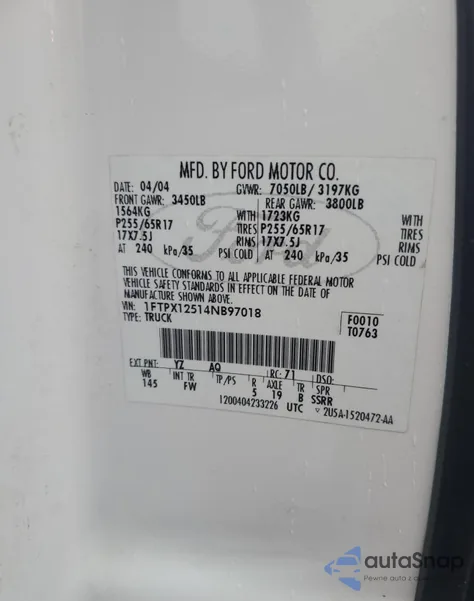 MFD. BY FORD MOTOR CO.
DATE: 04/04 GVWR: 7050LB/ 3197KG
FRONT GAWR: 3450LB REAR GAWR: 3800LB
1564KG WITH 1723KG WITH
P255/65R17 TIRES P255/65R17 TIRES
17X7.5J RIMS 17X7.5J RIMS
AT 240 kPa/35 PSI COLD AT 240 kPa/35 PSI COLD
THIS VEHICLE CONFORMS TO ALL APPLICABLE FEDERAL MOTOR
VEHICLE SAFETY STANDARDS IN EFFECT ON THE DATE OF
MANUFACTURE SHOWN ABOVE.
VIN: 1FTPX12514NB97018 F0010
TYPE: TRUCK T0763
EXT PNT: YZ AQ RC: 71 DSO:
WB INT TR TP/PS R AXLE TR SPR
145 FW 5 19 B SSRR
1200404233226 UTC ▽ 2U5A-1520472-AA
Ford
autoSnap
Pewne auto z